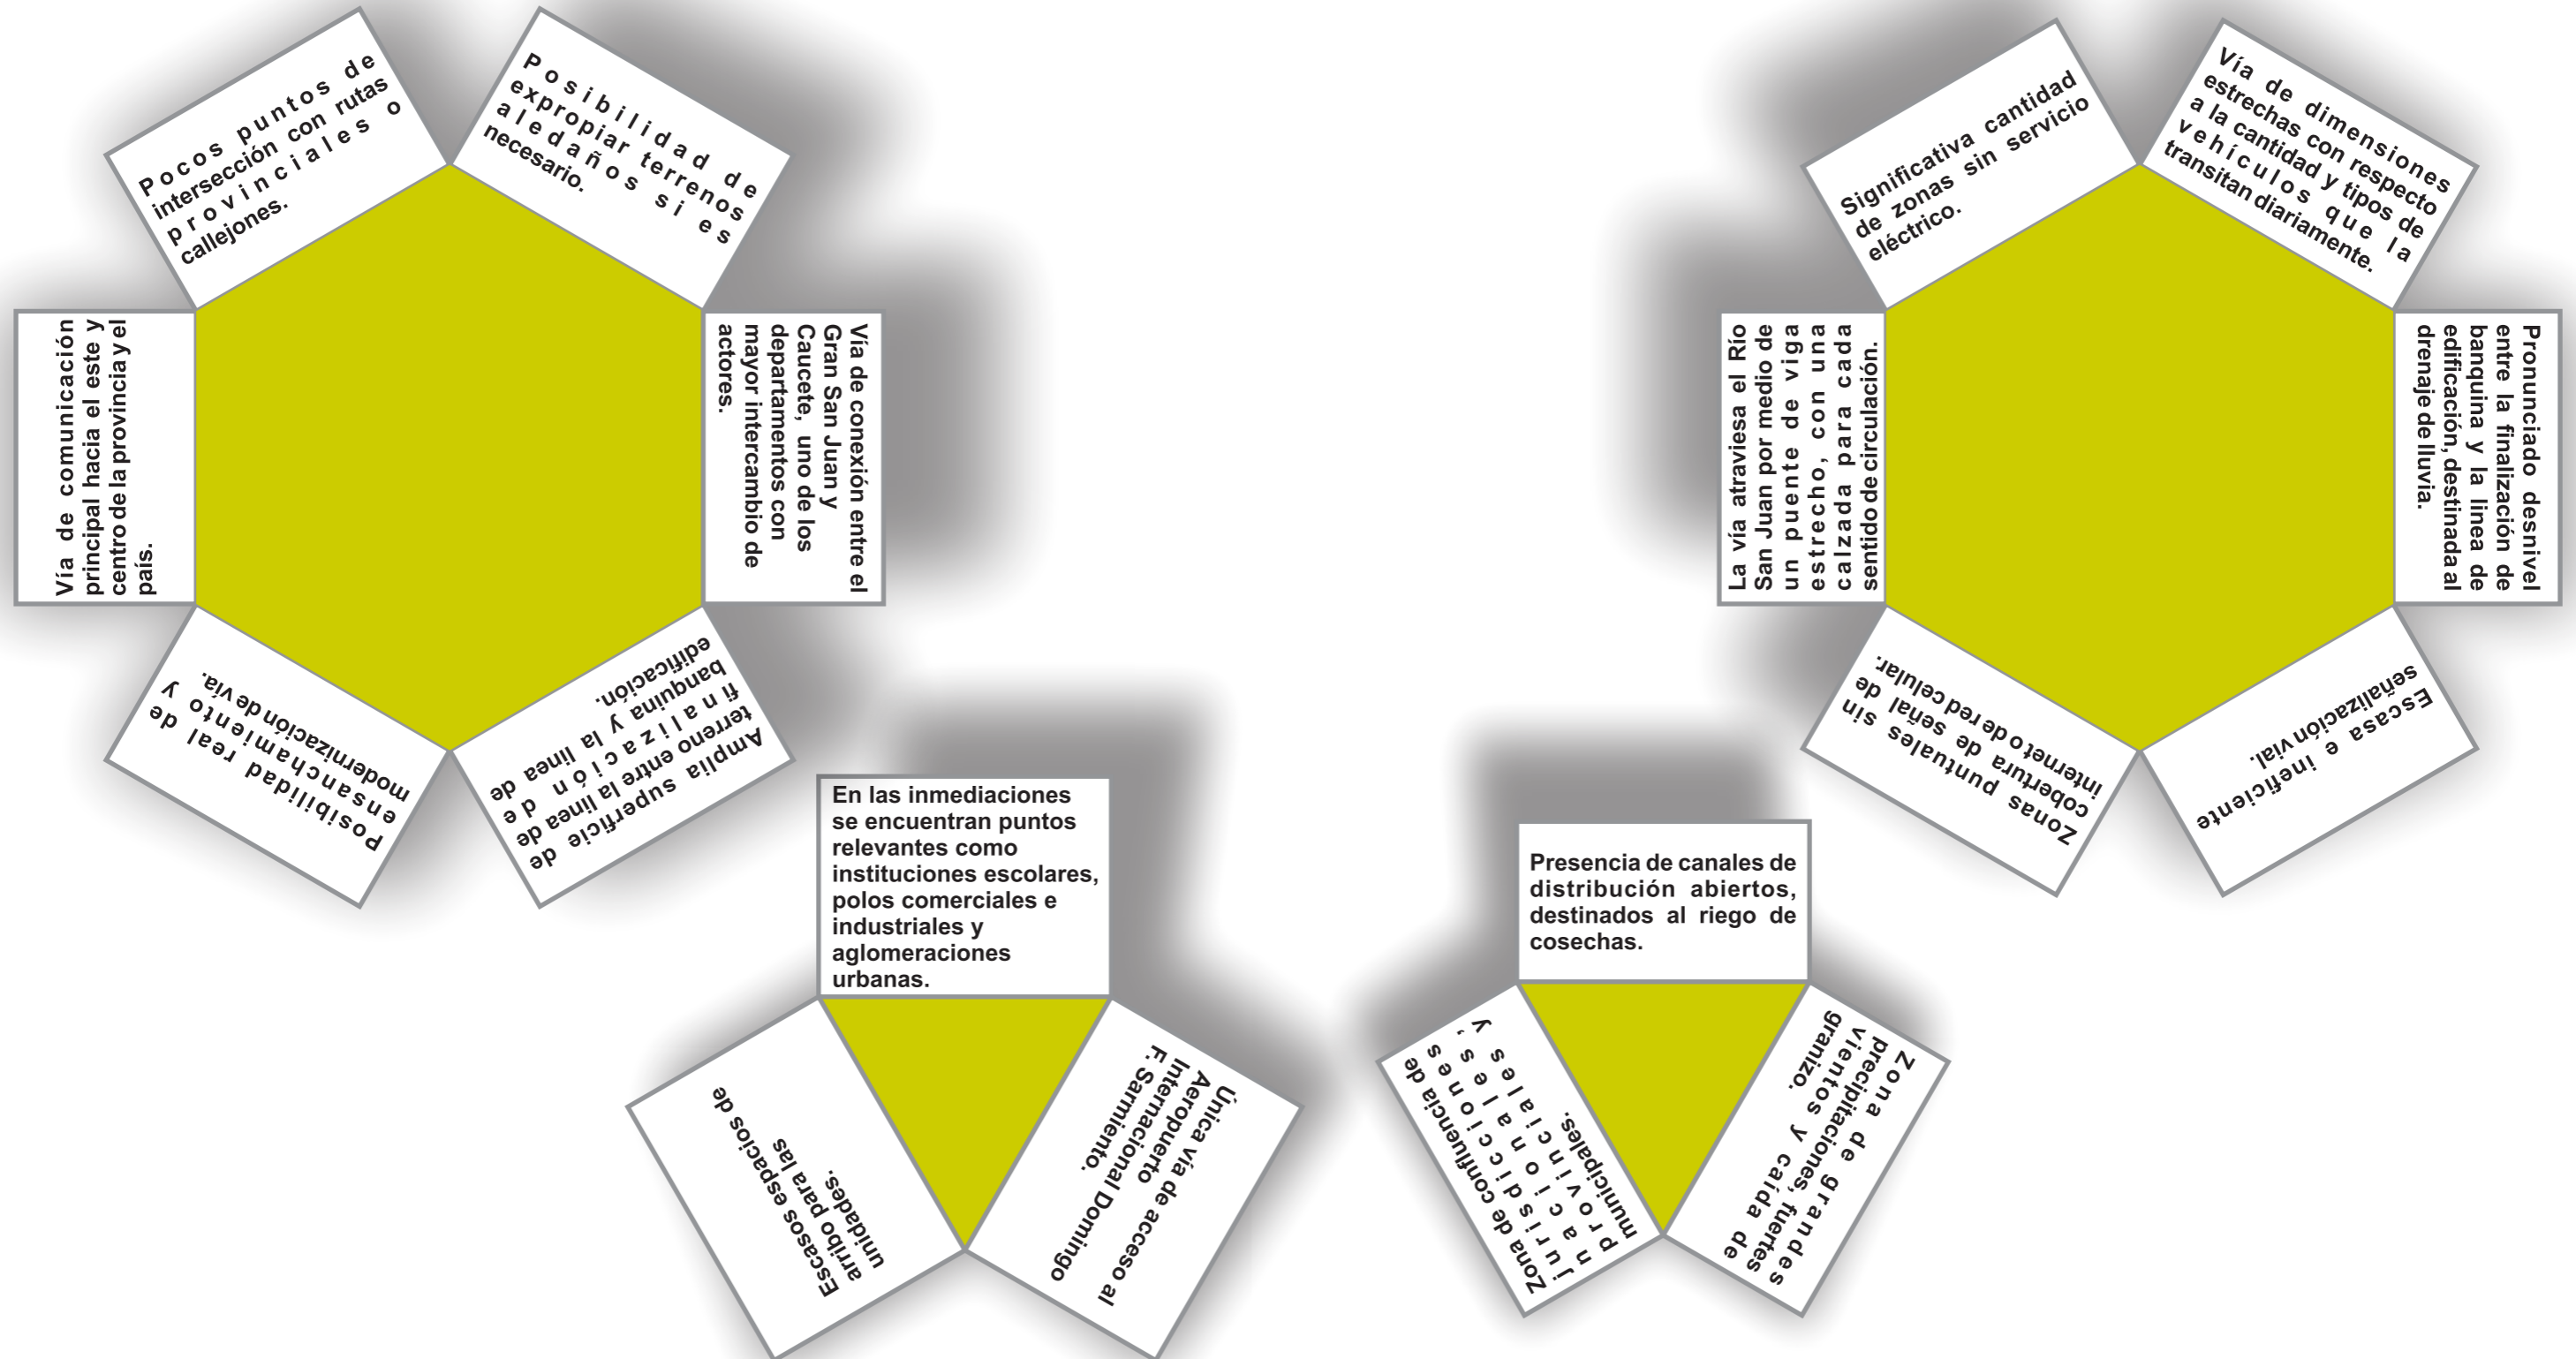 Pocos puntos de
intersección con rutas
provinciales o
callejones.
Posibilidad de
expropiar terrenos
aledaños si es
necesario.
Vía de conexión entre el
Gran San Juan y
Caucete, uno de los
departamentos con
mayor intercambio de
actores.
Amplia superficie de
terreno entre la linea de
finalización de
banquina y la linea de
edificación.
Posibilidad real de
ensanchamiento y
modernización de vía.
Vía de comunicación
principal hacia el este y
centro de la provincia y el
país.
En las inmediaciones
se encuentran puntos
relevantes como
instituciones escolares,
polos comerciales e
industriales y
aglomeraciones
urbanas.
Única vía de acceso al
Aeropuerto
Internacional Domingo
F. Sarmiento.
Escasos espacios de
arribo para las
unidades.
Significativa cantidad
de zonas sin servicio
eléctrico.
Vía de dimensiones
estrechas con respecto
a la cantidad y tipos de
vehículos que la
transitan diariamente.
Pronunciado desnivel
entre la finalización de
banquina y la linea de
edificación, destinada al
drenaje de lluvia.
Escasa e ineficiente
señalización vial.
Zonas puntuales sin
cobertura de señal de
internet o de red celular.
La vía atraviesa el Río
San Juan por medio de
un puente de viga
estrecho, con una
calzada para cada
sentido de circulación.
Presencia de canales de
distribución abiertos,
destinados al riego de
cosechas.
Zona de grandes
precipitaciones, fuertes
vientos y caída de
granizo.
Zona de confluencia de
jurisdicciones
nacionales,
provinciales y
municipales.